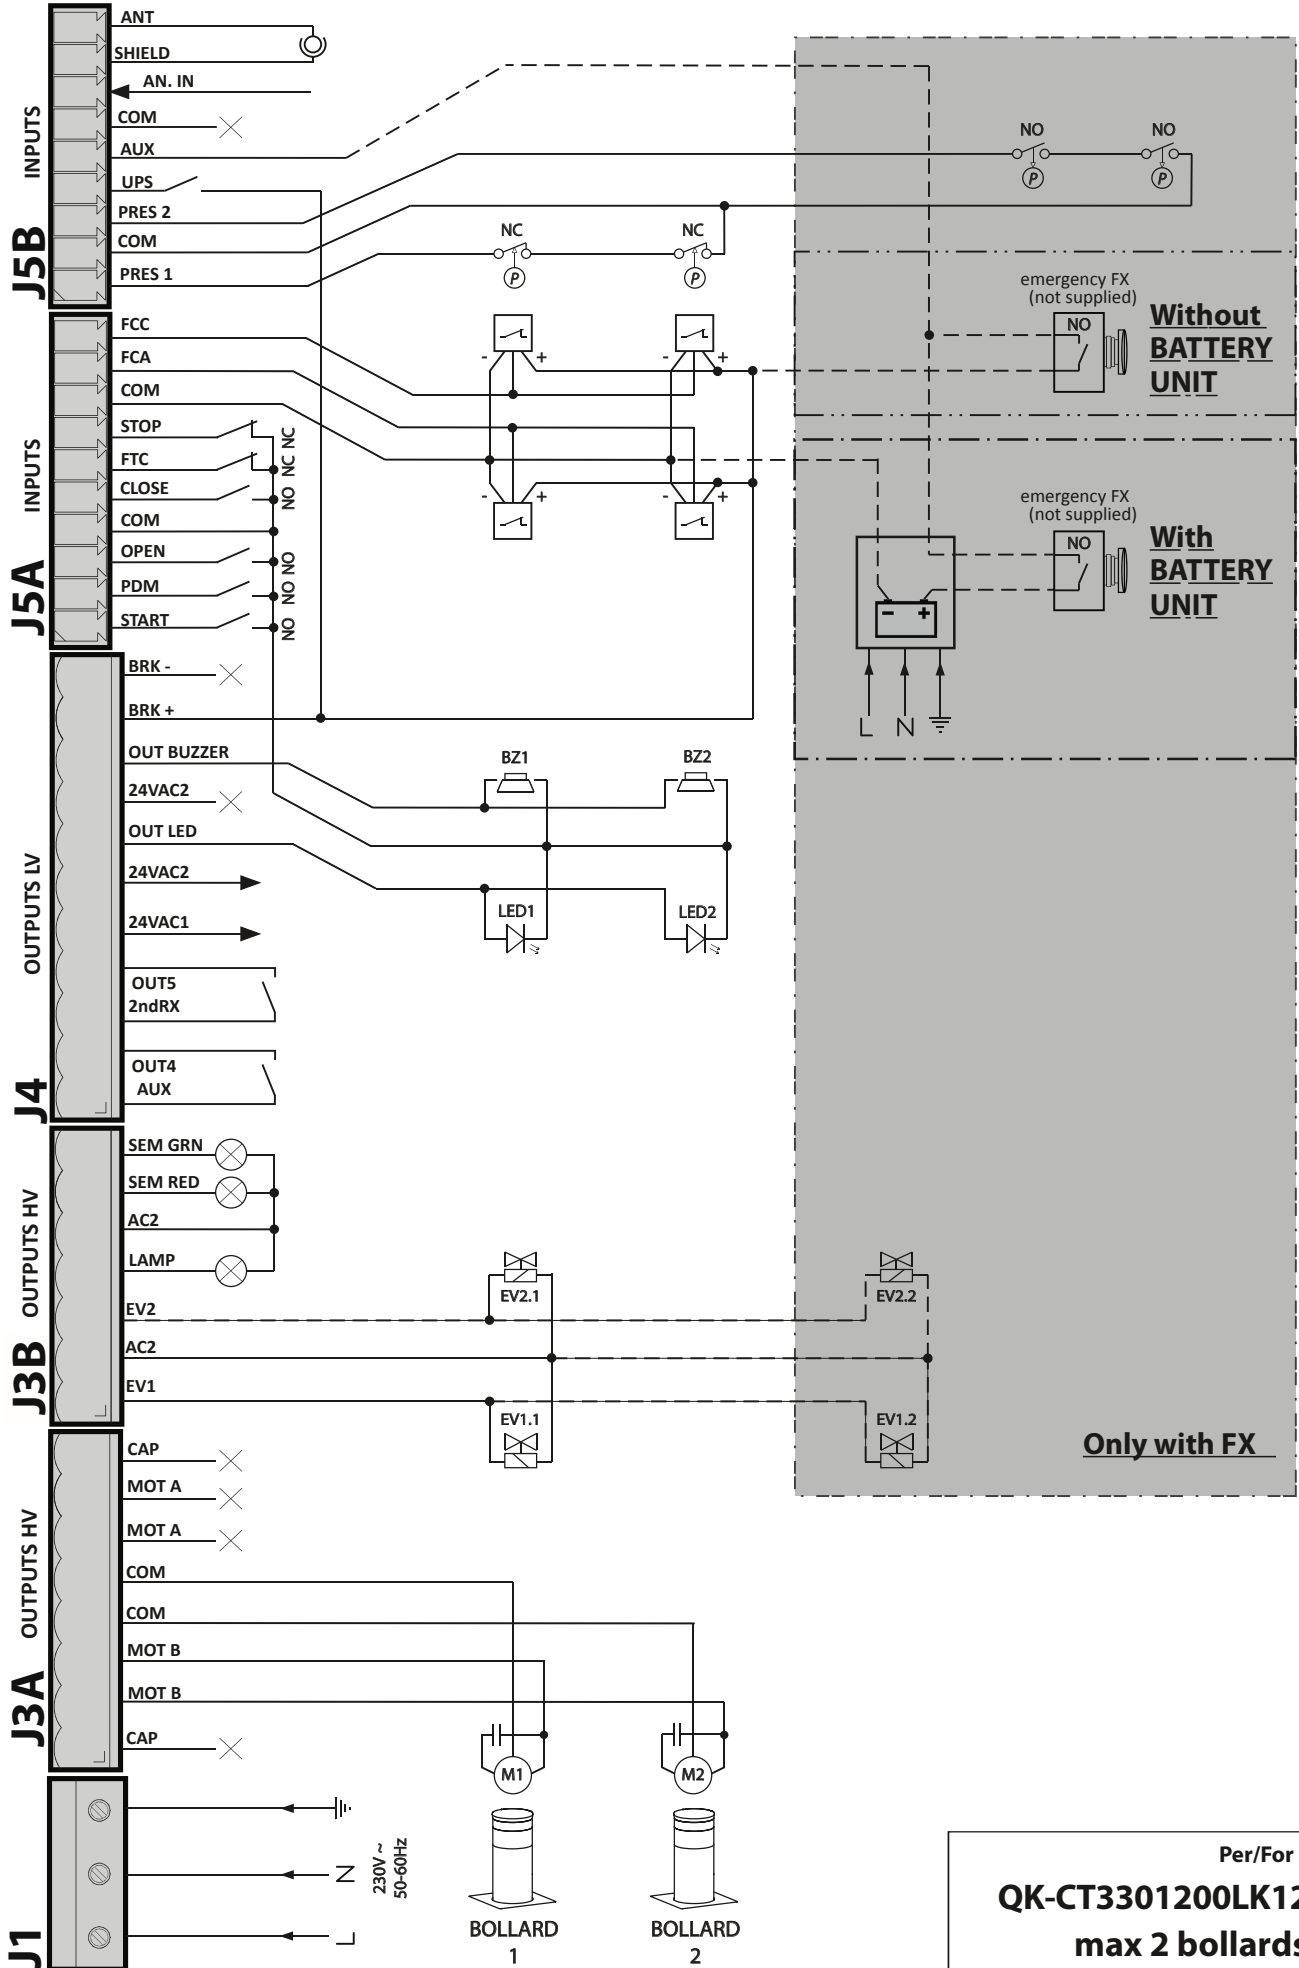 ANT
SHIELD
AN. IN
COM
AUX
UPS
PRES 2
COM
PRES 1
INPUTS
J5B
NO
NO
P
P
NC
NC
P
P
emergency FX
(not supplied)
NO
Without
BATTERY
UNIT
FCC
FCA
COM
STOP
FTC
CLOSE
COM
OPEN
PDM
START
INPUTS
J5A
NC
NC
NO
NO
NO
NO
-
+
-
+
-
+
-
+
emergency FX
(not supplied)
NO
With
BATTERY
UNIT
-
+
L
N
BRK -
BRK +
OUT BUZZER
24VAC2
OUT LED
24VAC2
24VAC1
OUT5
2ndRX
OUT4
AUX
OUTPUTS LV
J4
BZ1
BZ2
LED1
LED2
SEM GRN
SEM RED
AC2
LAMP
EV2
AC2
EV1
OUTPUTS HV
J3B
EV2.1
EV2.2
EV1.1
EV1.2
Only with FX
CAP
MOT A
MOT A
COM
COM
MOT B
MOT B
CAP
OUTPUTS HV
J3A
M1
M2
J1
N
L
230V ~
50-60Hz
BOLLARD
1
BOLLARD
2
Per/For
QK-CT3301200LK12
max 2 bollards